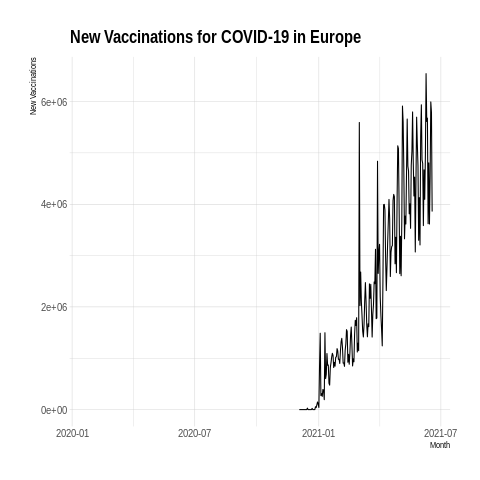 New Vaccinations for COVID-19 in Europe
New Vaccinations
6e+06
4e+06
2e+06
0e+00
2020-01 2020-07 2021-01 2021-07
Month